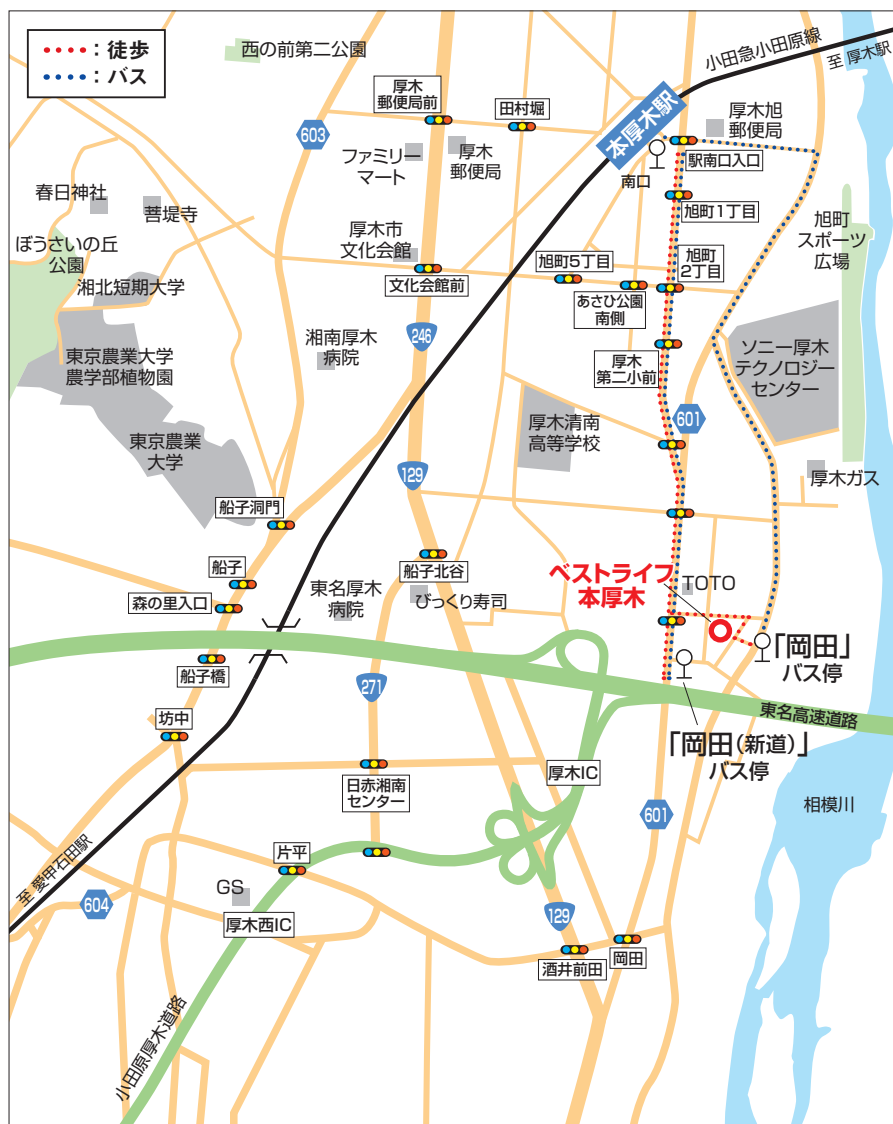 ：徒歩
：バス
西の前第二公園
小田急小田原線
至 厚木駅
厚木
郵便局前
田村堀
本厚木駅
厚木旭
郵便局
603
ファミリー
マート
厚木
郵便局
南口
駅南口入口
春日神社
菩堤寺
旭町1丁目
ぼうさいの丘
公園
厚木市
文化会館
旭町5丁目
旭町
2丁目
旭町
スポーツ
広場
湘北短期大学
文化会館前
あさひ公園
南側
246
湘南厚木
病院
東京農業大学
農学部植物園
厚木
第二小前
ソニー厚木
テクノロジー
センター
601
厚木清南
高等学校
東京農業
大学
129
厚木ガス
船子洞門
船子北谷
ベストライフ
本厚木
TOTO
船子
森の里入口
東名厚木
病院
びっくり寿司
「岡田」
バス停
船子橋
271
東名高速道路
坊中
「岡田(新道)」
バス停
日赤湘南
センター
厚木IC
相模川
601
片平
至 愛甲石田駅
GS
604
厚木西IC
129
酒井前田
岡田
小田原厚木道路